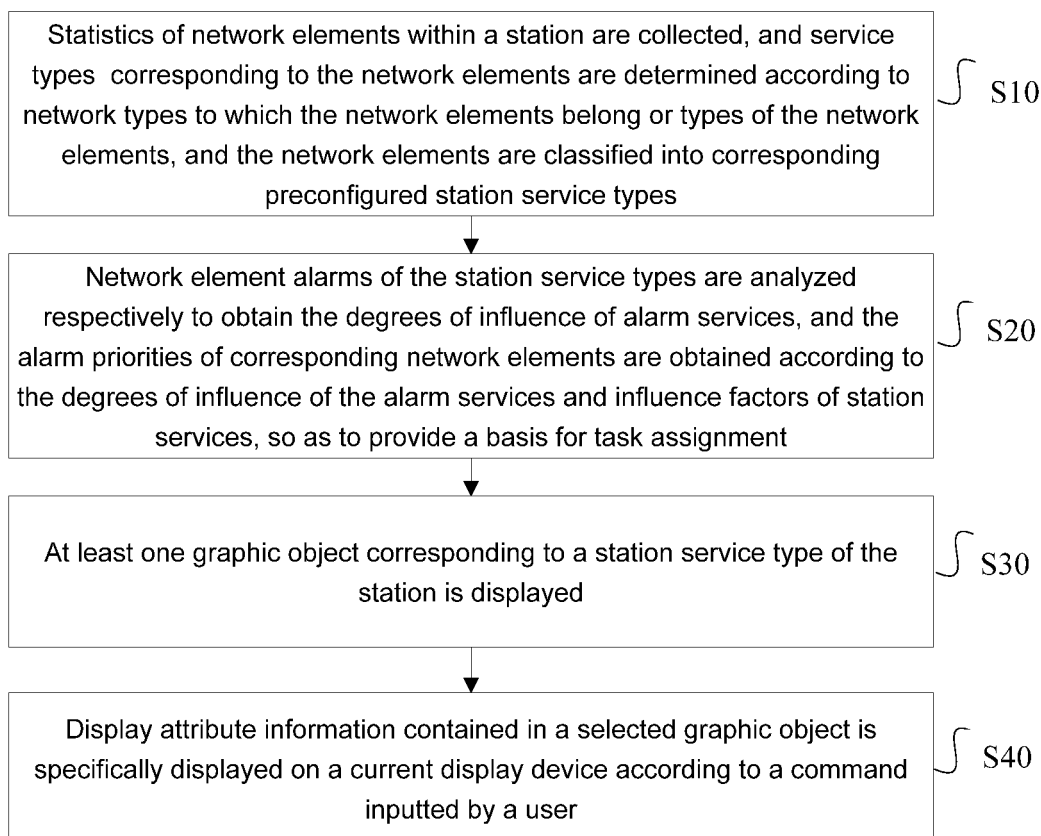 Statistics of network elements within a station are collected, and service
types corresponding to the network elements are determined according to
network types to which the network elements belong or types of the network
elements, and the network elements are classified into corresponding
preconfigured station service types
S10
Network element alarms of the station service types are analyzed
respectively to obtain the degrees of influence of alarm services, and the
alarm priorities of corresponding network elements are obtained according to
the degrees of influence of the alarm services and influence factors of station
services, so as to provide a basis for task assignment
S20
At least one graphic object corresponding to a station service type of the
station is displayed
S30
Display attribute information contained in a selected graphic object is
specifically displayed on a current display device according to a command
inputted by a user
S40